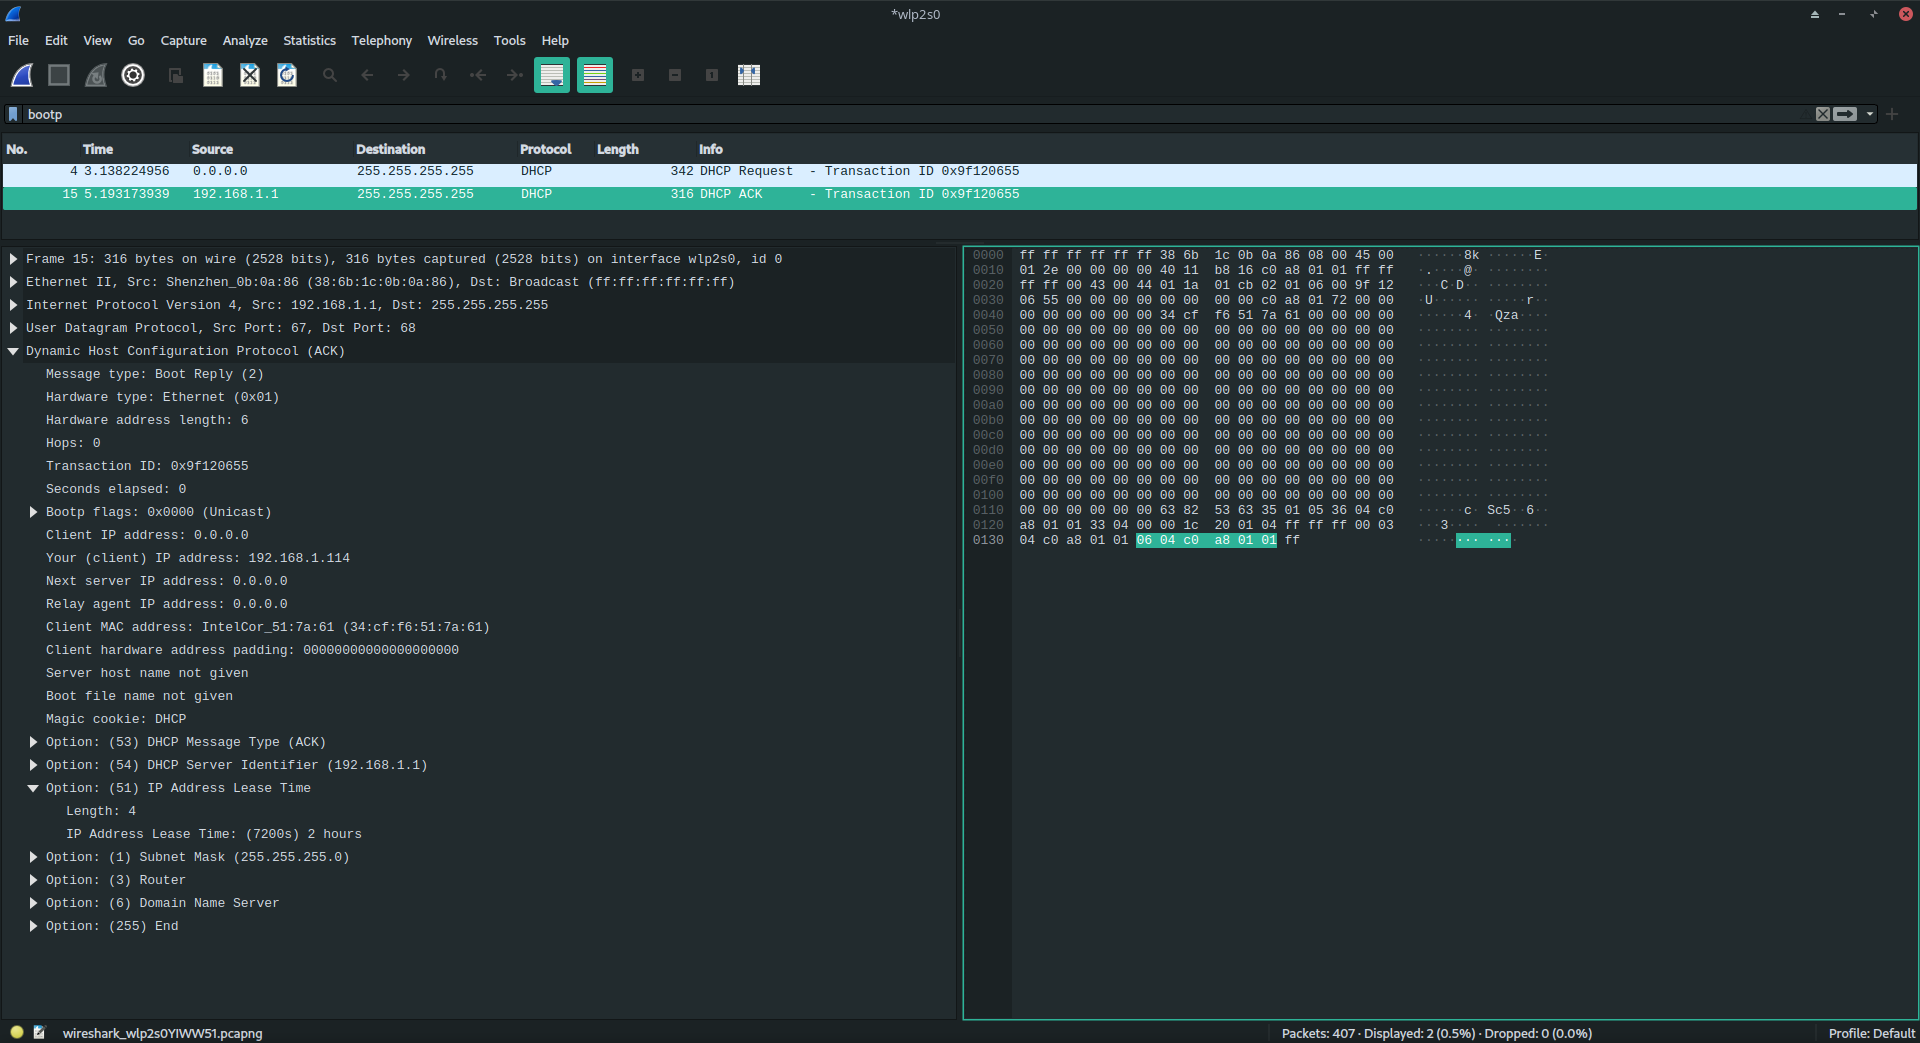 *wlp2s0
File Edit View Go Capture Analyze Statistics Telephony Wireless Tools Help
bootp
No. Time Source Destination Protocol Length Info
4 3.138224956 0.0.0.0 255.255.255.255 DHCP 342 DHCP Request - Transaction ID 0x9f120655
15 5.193173939 192.168.1.1 255.255.255.255 DHCP 316 DHCP ACK - Transaction ID 0x9f120655
Frame 15: 316 bytes on wire (2528 bits), 316 bytes captured (2528 bits) on interface wlp2s0, id 0
Ethernet II, Src: Shenzhen_0b:0a:86 (38:6b:1c:0b:0a:86), Dst: Broadcast (ff:ff:ff:ff:ff:ff)
Internet Protocol Version 4, Src: 192.168.1.1, Dst: 255.255.255.255
User Datagram Protocol, Src Port: 67, Dst Port: 68
Dynamic Host Configuration Protocol (ACK)
Message type: Boot Reply (2)
Hardware type: Ethernet (0x01)
Hardware address length: 6
Hops: 0
Transaction ID: 0x9f120655
Seconds elapsed: 0
Bootp flags: 0x0000 (Unicast)
Client IP address: 0.0.0.0
Your (client) IP address: 192.168.1.114
Next server IP address: 0.0.0.0
Relay agent IP address: 0.0.0.0
Client MAC address: IntelCor_51:7a:61 (34:cf:f6:51:7a:61)
Client hardware address padding: 00000000000000000000
Server host name not given
Boot file name not given
Magic cookie: DHCP
Option: (53) DHCP Message Type (ACK)
Option: (54) DHCP Server Identifier (192.168.1.1)
Option: (51) IP Address Lease Time
Length: 4
IP Address Lease Time: (7200s) 2 hours
Option: (1) Subnet Mask (255.255.255.0)
Option: (3) Router
Option: (6) Domain Name Server
Option: (255) End
0000 ff ff ff ff ff ff 38 6b 1c 0b 0a 86 08 00 45 00 ······8k ······E·
0010 01 2e 00 00 00 00 40 11 b8 16 c0 a8 01 01 ff ff ·.····@· ········
0020 ff ff 00 43 00 44 01 1a 01 cb 02 01 06 00 9f 12 ···C·D·· ········
0030 06 55 00 00 00 00 00 00 00 00 c0 a8 01 72 00 00 ·U······ ·····r··
0040 00 00 00 00 00 00 34 cf f6 51 7a 61 00 00 00 00 ······4· ·Qza····
0050 00 00 00 00 00 00 00 00 00 00 00 00 00 00 00 00 ········ ········
0060 00 00 00 00 00 00 00 00 00 00 00 00 00 00 00 00 ········ ········
0070 00 00 00 00 00 00 00 00 00 00 00 00 00 00 00 00 ········ ········
0080 00 00 00 00 00 00 00 00 00 00 00 00 00 00 00 00 ········ ········
0090 00 00 00 00 00 00 00 00 00 00 00 00 00 00 00 00 ········ ········
00a0 00 00 00 00 00 00 00 00 00 00 00 00 00 00 00 00 ········ ········
00b0 00 00 00 00 00 00 00 00 00 00 00 00 00 00 00 00 ········ ········
00c0 00 00 00 00 00 00 00 00 00 00 00 00 00 00 00 00 ········ ········
00d0 00 00 00 00 00 00 00 00 00 00 00 00 00 00 00 00 ········ ········
00e0 00 00 00 00 00 00 00 00 00 00 00 00 00 00 00 00 ········ ········
00f0 00 00 00 00 00 00 00 00 00 00 00 00 00 00 00 00 ········ ········
0100 00 00 00 00 00 00 00 00 00 00 00 00 00 00 00 00 ········ ········
0110 00 00 00 00 00 00 63 82 53 63 35 01 05 36 04 c0 ······c· Sc5··6··
0120 a8 01 01 33 04 00 00 1c 20 01 04 ff ff ff 00 03 ···3···· ·······
0130 04 c0 a8 01 01 06 04 c0 a8 01 01 ff ········ ····
wireshark_wlp2s0YIWW51.pcapng
Packets: 407 · Displayed: 2 (0.5%) · Dropped: 0 (0.0%)
Profile: Default